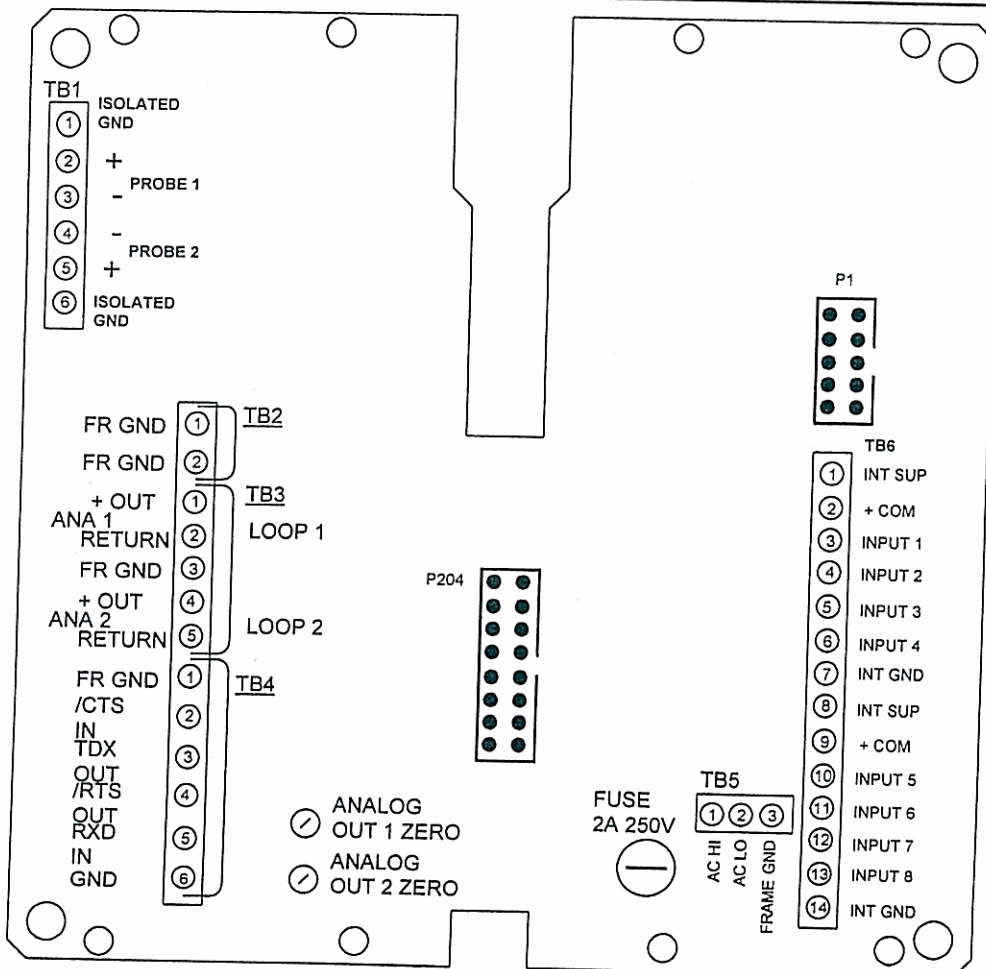 TB1
ISOLATED
GND
1
2
+
PROBE 1
3
-
4
-
PROBE 2
5
+
6
ISOLATED
GND
P1
TB2
FR GND
1
FR GND
2
TB3
+ OUT
1
ANA 1
RETURN
2
LOOP 1
FR GND
3
+ OUT
4
ANA 2
RETURN
5
LOOP 2
TB4
FR GND
1
/CTS
IN
2
TDX
OUT
3
/RTS
OUT
4
RXD
IN
5
GND
6
P204
ANALOG
OUT 1 ZERO
ANALOG
OUT 2 ZERO
FUSE
2A 250V
TB5
1 2 3
AC HI
AC LO
FRAME GND
TB6
1 INT SUP
2 + COM
3 INPUT 1
4 INPUT 2
5 INPUT 3
6 INPUT 4
7 INT GND
8 INT SUP
9 + COM
10 INPUT 5
11 INPUT 6
12 INPUT 7
13 INPUT 8
14 INT GND